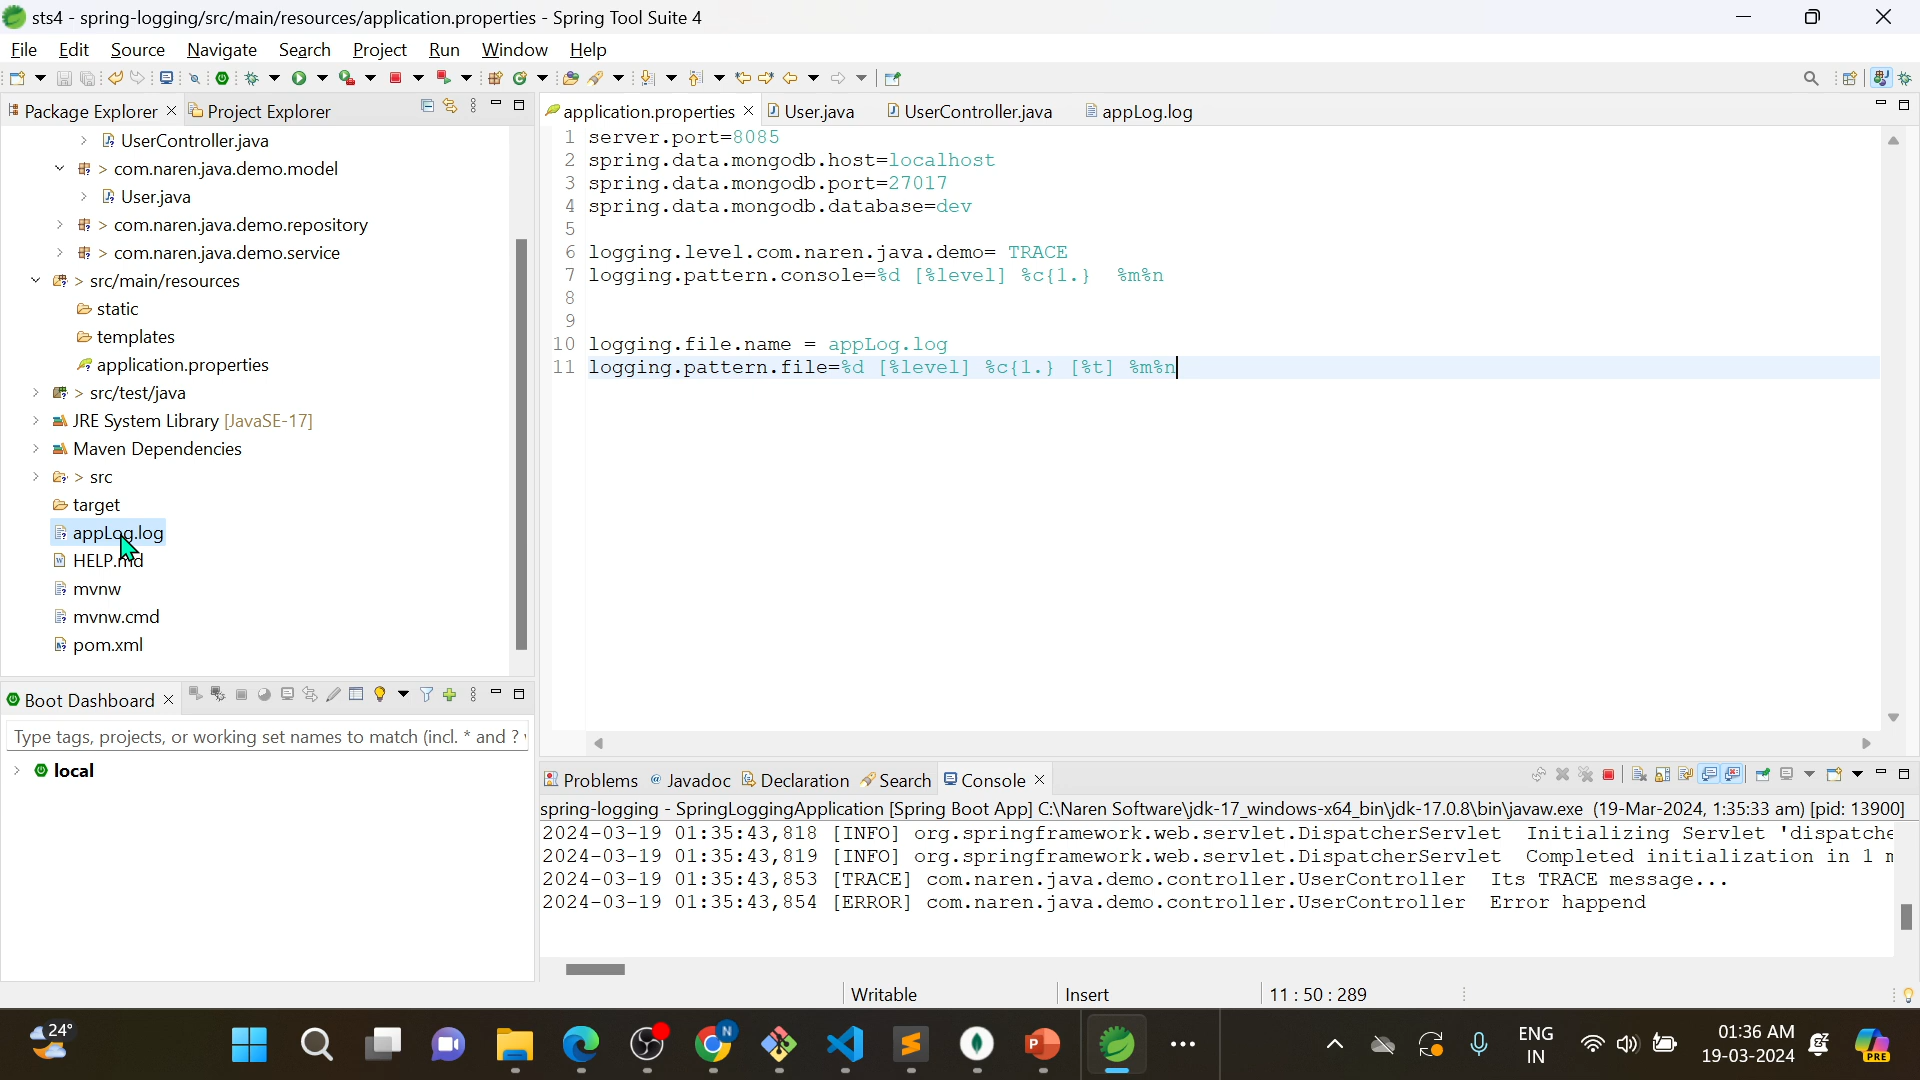 sts4 - spring-logging/src/main/resources/application.properties - Spring Tool Suite 4
File Edit Source Navigate Search Project Run Window Help
Package Explorer Project Explorer
UserController.java
> com.naren.java.demo.model
User.java
> com.naren.java.demo.repository
> com.naren.java.demo.service
> src/main/resources
static
templates
application.properties
> src/test/java
JRE System Library [JavaSE-17]
Maven Dependencies
> src
target
appLog.log
HELP.md
mvnw
mvnw.cmd
pom.xml
Boot Dashboard
Type tags, projects, or working set names to match (incl. * and ?
local
application.properties User.java UserController.java appLog.log
1 server.port=8085
2 spring.data.mongodb.host=localhost
3 spring.data.mongodb.port=27017
4 spring.data.mongodb.database=dev
5
6 logging.level.com.naren.java.demo= TRACE
7 logging.pattern.console=%d [%level] %c{1.}  %m%n
8
9
10 logging.file.name = appLog.log
11 logging.pattern.file=%d [%level] %c{1.} [%t] %m%n
Problems @ Javadoc Declaration Search Console
spring-logging - SpringLoggingApplication [Spring Boot App] C:\Naren Software\jdk-17_windows-x64_bin\jdk-17.0.8\bin\javaw.exe (19-Mar-2024, 1:35:33 am) [pid: 13900]
2024-03-19 01:35:43,818 [INFO] org.springframework.web.servlet.DispatcherServlet  Initializing Servlet 'dispatche
2024-03-19 01:35:43,819 [INFO] org.springframework.web.servlet.DispatcherServlet  Completed initialization in 1 m
2024-03-19 01:35:43,853 [TRACE] com.naren.java.demo.controller.UserController  Its TRACE message...
2024-03-19 01:35:43,854 [ERROR] com.naren.java.demo.controller.UserController  Error happend
Writable Insert 11 : 50 : 289
24° N P ENG IN 01:36 AM 19-03-2024 PRE